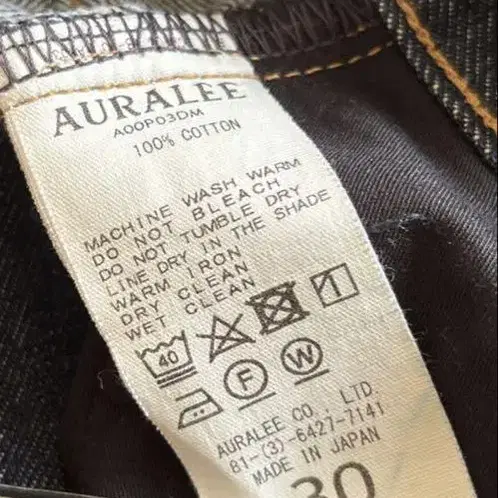 AURALEE
A00P03DM
100% COTTON
MACHINE WASH WARM
DO NOT BLEACH
DO NOT TUMBLE DRY
LINE DRY IN THE SHADE
WARM IRON
DRY CLEAN
WET CLEAN
40
F W
AURALEE CO., LTD.
81-(3)-6427-7141
MADE IN JAPAN
30